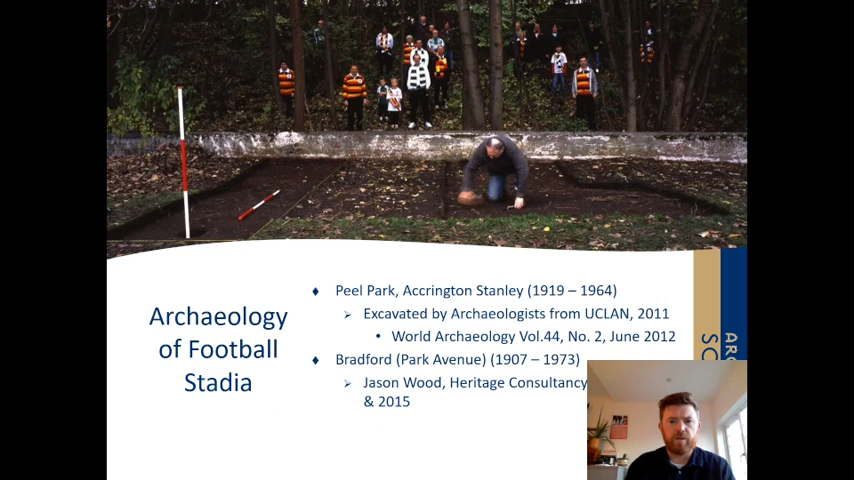 Archaeology
of Football
Stadia
Peel Park, Accrington Stanley (1919 – 1964)
Excavated by Archaeologists from UCLAN, 2011
World Archaeology Vol.44, No. 2, June 2012
Bradford (Park Avenue) (1907 – 1973)
Jason Wood, Heritage Consultancy
& 2015